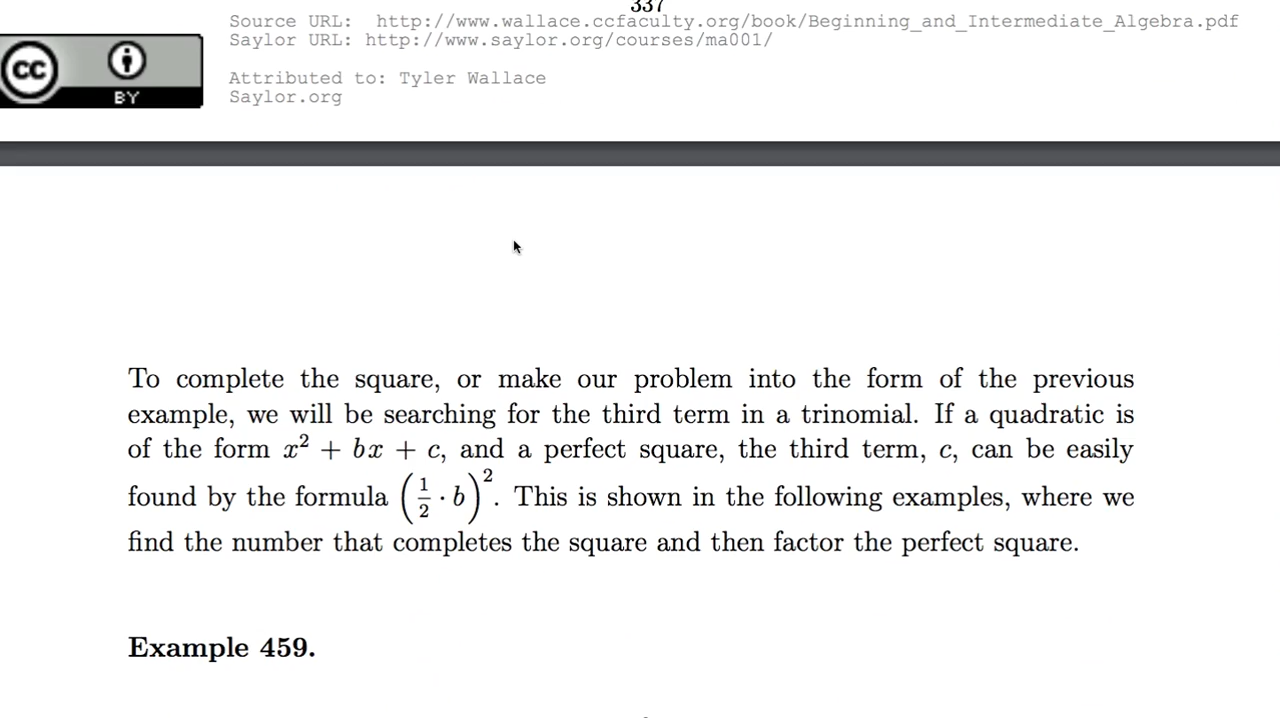 337
Source URL: http://www.wallace.ccfaculty.org/book/Beginning_and_Intermediate_Algebra.pdf
Saylor URL: http://www.saylor.org/courses/ma001/
Attributed to: Tyler Wallace
Saylor.org
cc
BY
To complete the square, or make our problem into the form of the previous
example, we will be searching for the third term in a trinomial. If a quadratic is
of the form x² + bx + c, and a perfect square, the third term, c, can be easily
found by the formula (1/2 · b)². This is shown in the following examples, where we
find the number that completes the square and then factor the perfect square.
Example 459.